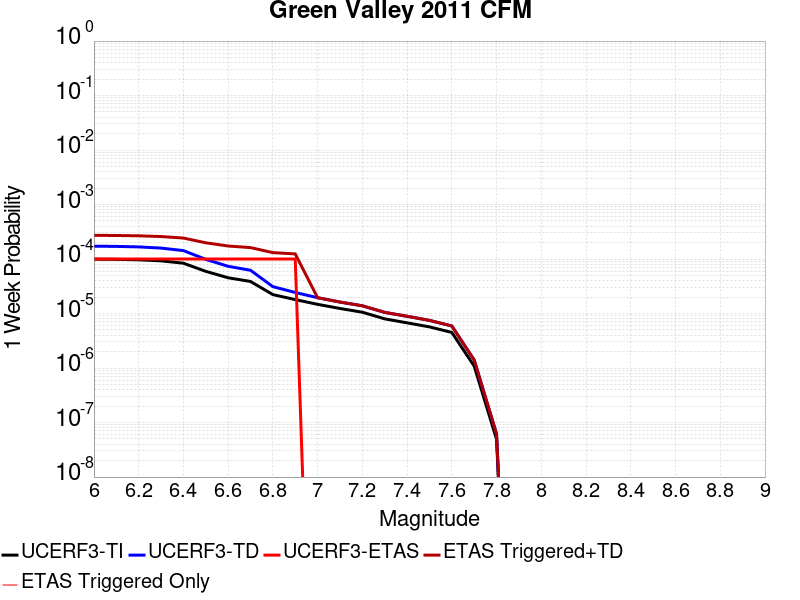 Green Valley 2011 CFM
1 Week Probability
10^0
10^-1
10^-2
10^-3
10^-4
10^-5
10^-6
10^-7
10^-8
6 6.2 6.4 6.6 6.8 7 7.2 7.4 7.6 7.8 8 8.2 8.4 8.6 8.8 9
Magnitude
UCERF3-TI UCERF3-TD UCERF3-ETAS ETAS Triggered+TD
ETAS Triggered Only